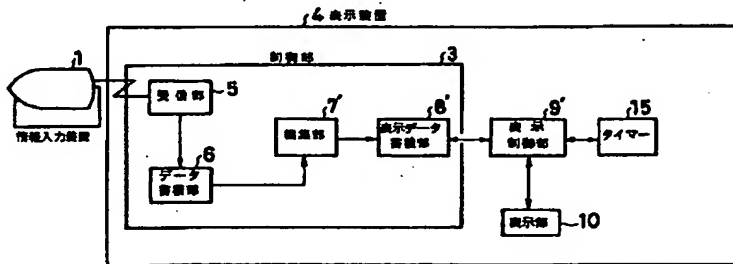 4 表示装置
1
情報入力装置
制御部
3
受信部
5
データ
蓄積部
6
編集部
7'
表示データ
蓄積部
8'
表示
制御部
9'
タイマー
15
表示部
10